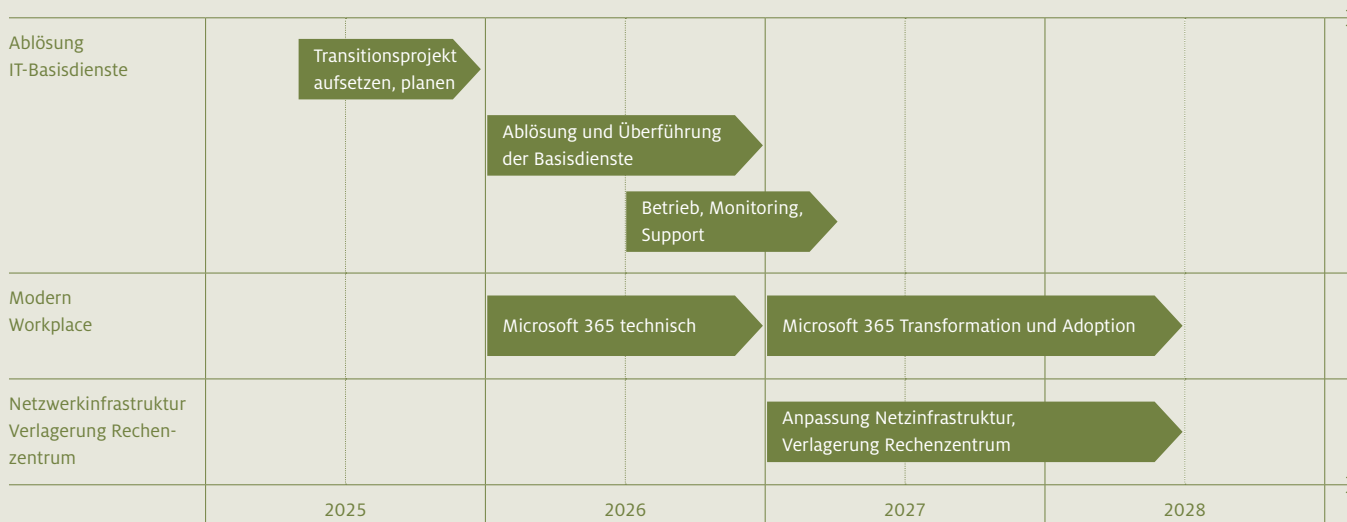 Ablösung
IT-Basisdienste
Transitionsprojekt
aufsetzen, planen
Ablösung und Überführung
der Basisdienste
Betrieb, Monitoring,
Support
Modern
Workplace
Microsoft 365 technisch
Microsoft 365 Transformation und Adoption
Netzwerkinfrastruktur
Verlagerung Rechen-
zentrum
Anpassung Netzinfrastruktur,
Verlagerung Rechenzentrum
2025
2026
2027
2028